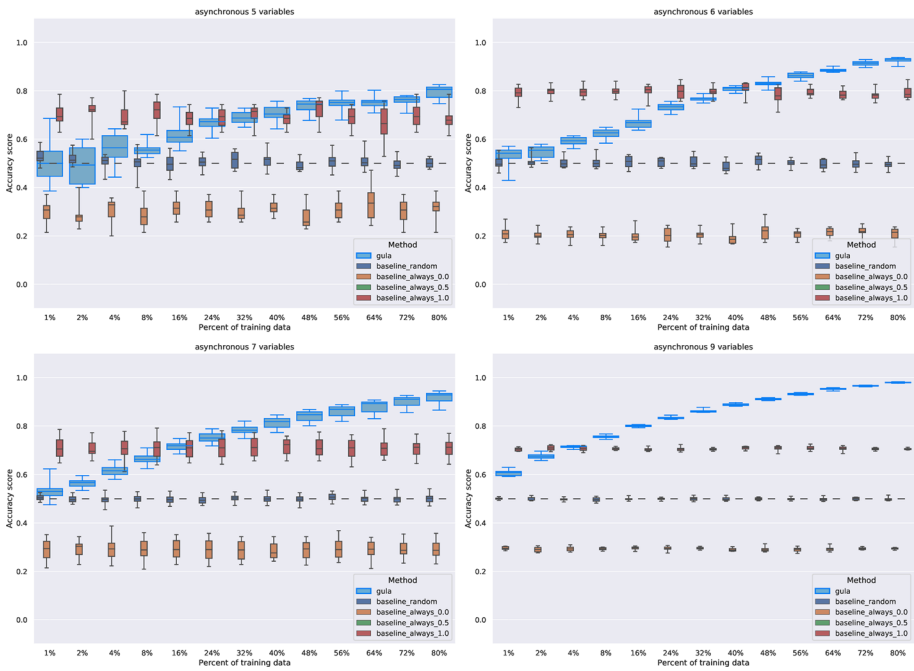 asynchronous 5 variables
Accuracy score
1.0
0.8
0.6
0.4
0.2
0.0
Method
gula
baseline_random
baseline_always_0.0
baseline_always_0.5
baseline_always_1.0
1% 2% 4% 8% 16% 24% 32% 40% 48% 56% 64% 72% 80%
Percent of training data
asynchronous 6 variables
Accuracy score
1.0
0.8
0.6
0.4
0.2
0.0
Method
gula
baseline_random
baseline_always_0.0
baseline_always_0.5
baseline_always_1.0
1% 2% 4% 8% 16% 24% 32% 40% 48% 56% 64% 72% 80%
Percent of training data
asynchronous 7 variables
Accuracy score
1.0
0.8
0.6
0.4
0.2
0.0
Method
gula
baseline_random
baseline_always_0.0
baseline_always_0.5
baseline_always_1.0
1% 2% 4% 8% 16% 24% 32% 40% 48% 56% 64% 72% 80%
Percent of training data
asynchronous 9 variables
Accuracy score
1.0
0.8
0.6
0.4
0.2
0.0
Method
gula
baseline_random
baseline_always_0.0
baseline_always_0.5
baseline_always_1.0
1% 2% 4% 8% 16% 24% 32% 40% 48% 56% 64% 72% 80%
Percent of training data